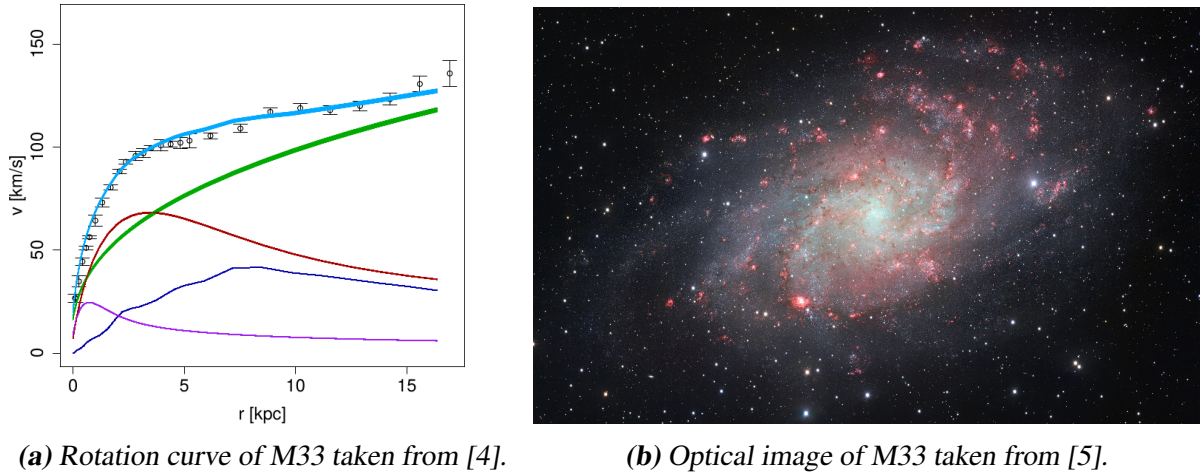 150
100
50
0
v [km/s]
0 5 10 15
r [kpc]
(a) Rotation curve of M33 taken from [4].
(b) Optical image of M33 taken from [5].